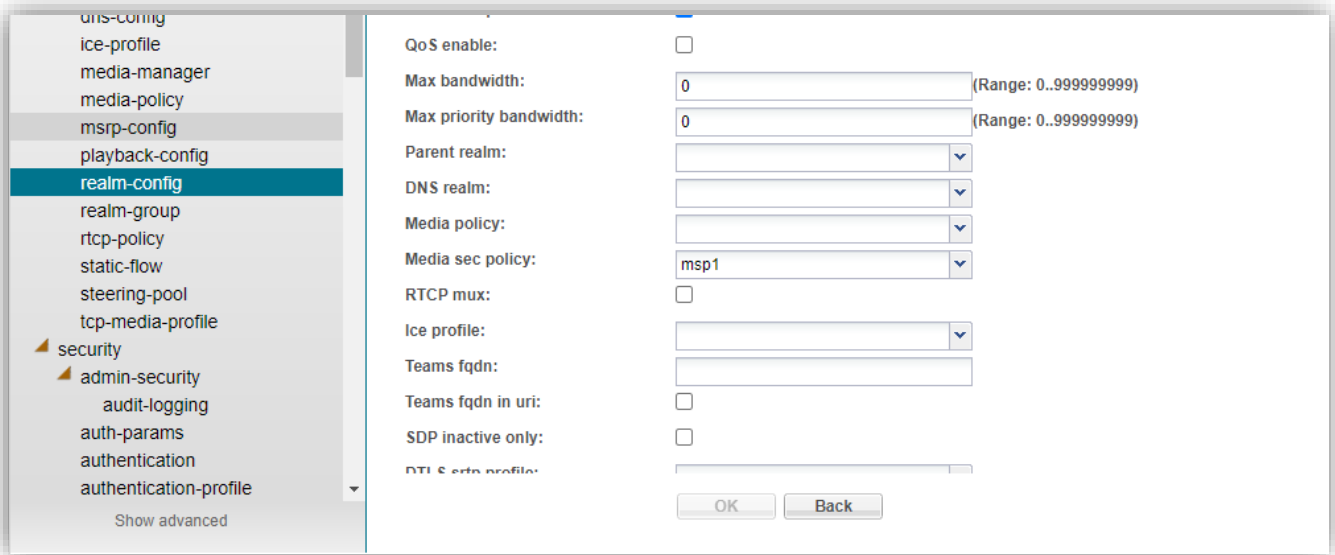 dns-config
ice-profile
media-manager
media-policy
msrp-config
playback-config
realm-config
realm-group
rtcp-policy
static-flow
steering-pool
tcp-media-profile
security
admin-security
audit-logging
auth-params
authentication
authentication-profile
Show advanced
QoS enable:
Max bandwidth: 0 (Range: 0..999999999)
Max priority bandwidth: 0 (Range: 0..999999999)
Parent realm:
DNS realm:
Media policy:
Media sec policy: msp1
RTCP mux:
Ice profile:
Teams fqdn:
Teams fqdn in uri:
SDP inactive only:
DTLS srtp profile:
OK Back